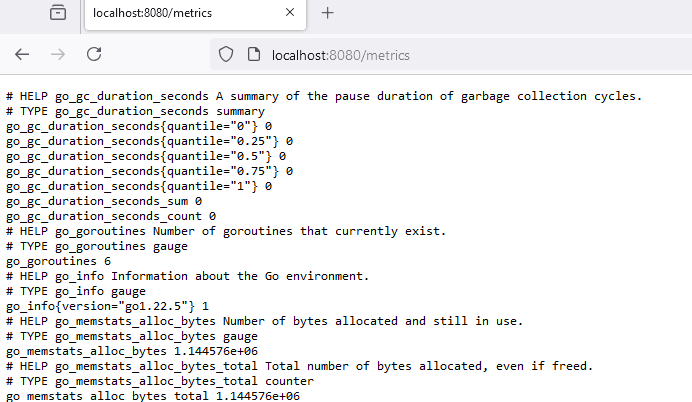 localhost:8080/metrics
localhost:8080/metrics
# HELP go_gc_duration_seconds A summary of the pause duration of garbage collection cycles.
# TYPE go_gc_duration_seconds summary
go_gc_duration_seconds{quantile="0"} 0
go_gc_duration_seconds{quantile="0.25"} 0
go_gc_duration_seconds{quantile="0.5"} 0
go_gc_duration_seconds{quantile="0.75"} 0
go_gc_duration_seconds{quantile="1"} 0
go_gc_duration_seconds_sum 0
go_gc_duration_seconds_count 0
# HELP go_goroutines Number of goroutines that currently exist.
# TYPE go_goroutines gauge
go_goroutines 6
# HELP go_info Information about the Go environment.
# TYPE go_info gauge
go_info{version="go1.22.5"} 1
# HELP go_memstats_alloc_bytes Number of bytes allocated and still in use.
# TYPE go_memstats_alloc_bytes gauge
go_memstats_alloc_bytes 1.144576e+06
# HELP go_memstats_alloc_bytes_total Total number of bytes allocated, even if freed.
# TYPE go_memstats_alloc_bytes_total counter
go_memstats_alloc_bytes_total 1.144576e+06